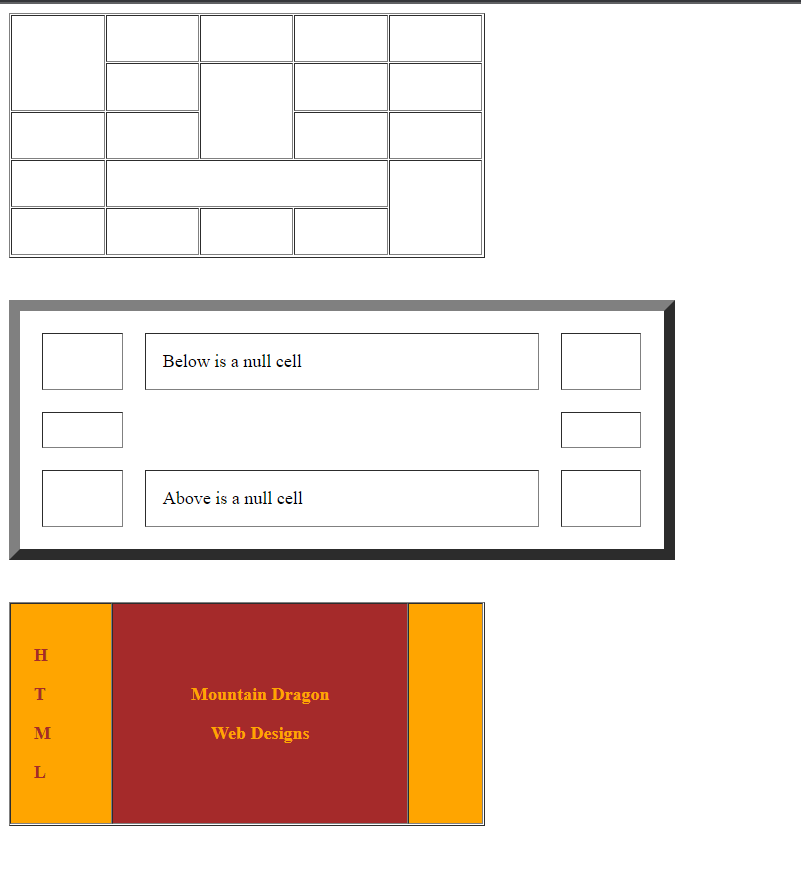 Below is a null cell
Above is a null cell
H
T
M
L
Mountain Dragon
Web Designs